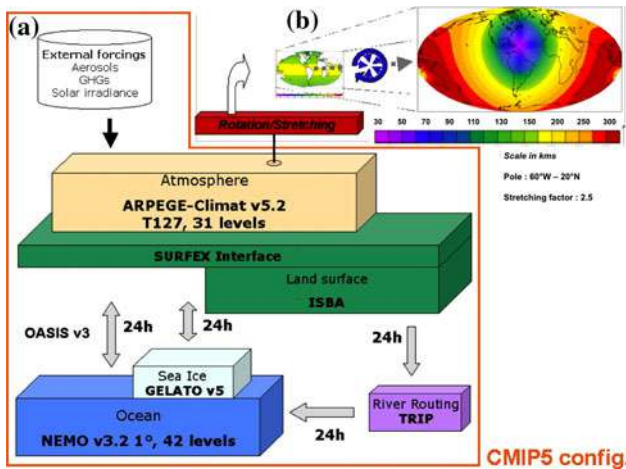 (a)
(b)
External forcings
Aerosols
GHGs
Solar irradiance
Rotation/Stretching
30 50 80 90 110 130 150 180 200 250 300
Scale in kms
Pole : 60°W – 20°N
Stretching factor : 2.5
Atmosphere
ARPEGE-Climat v5.2
T127, 31 levels
SURFEX Interface
Land surface
ISBA
OASIS v3
24h
24h
24h
Sea Ice
GELATO v5
River Routing
TRIP
Ocean
NEMO v3.2 1°, 42 levels
24h
CMIP5 config.